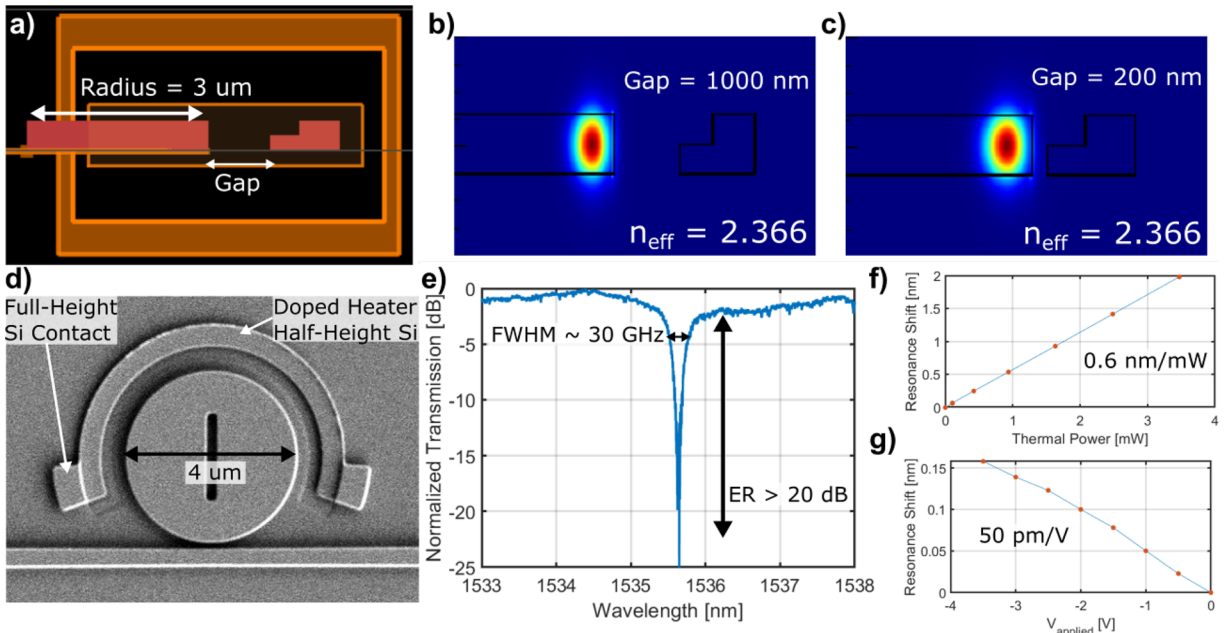 a)
Radius = 3 um
Gap
b)
Gap = 1000 nm
n_eff = 2.366
c)
Gap = 200 nm
n_eff = 2.366
d)
Full-Height
Si Contact
Doped Heater
Half-Height Si
4 um
e)
Normalized Transmission [dB]
0
-5
-10
-15
-20
-25
FWHM ~ 30 GHz
ER > 20 dB
1533
1534
1535
1536
1537
1538
Wavelength [nm]
f)
Resonance Shift [nm]
2
1.5
1
0.5
0
0.6 nm/mW
0
1
2
3
4
Thermal Power [mW]
g)
Resonance Shift [nm]
0.15
0.1
0.05
0
50 pm/V
-4
-3
-2
-1
0
V_applied [V]